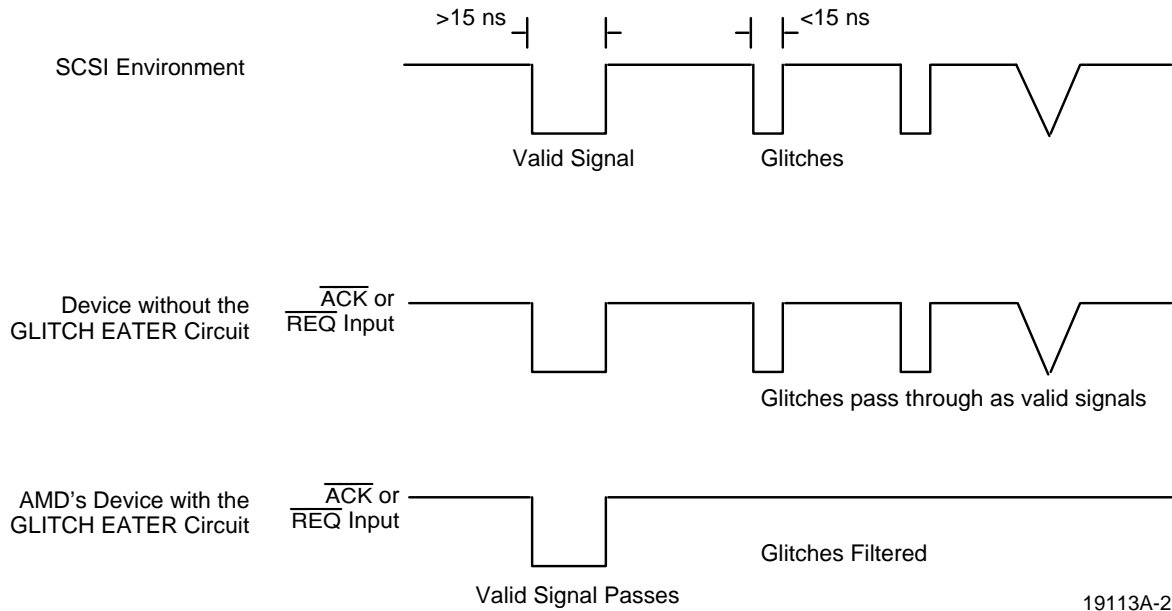 >15 ns
<15 ns
SCSI Environment
Valid Signal
Glitches
Device without the
GLITCH EATER Circuit
ACK or
REQ Input
Glitches pass through as valid signals
AMD's Device with the
GLITCH EATER Circuit
ACK or
REQ Input
Glitches Filtered
Valid Signal Passes
19113A-2